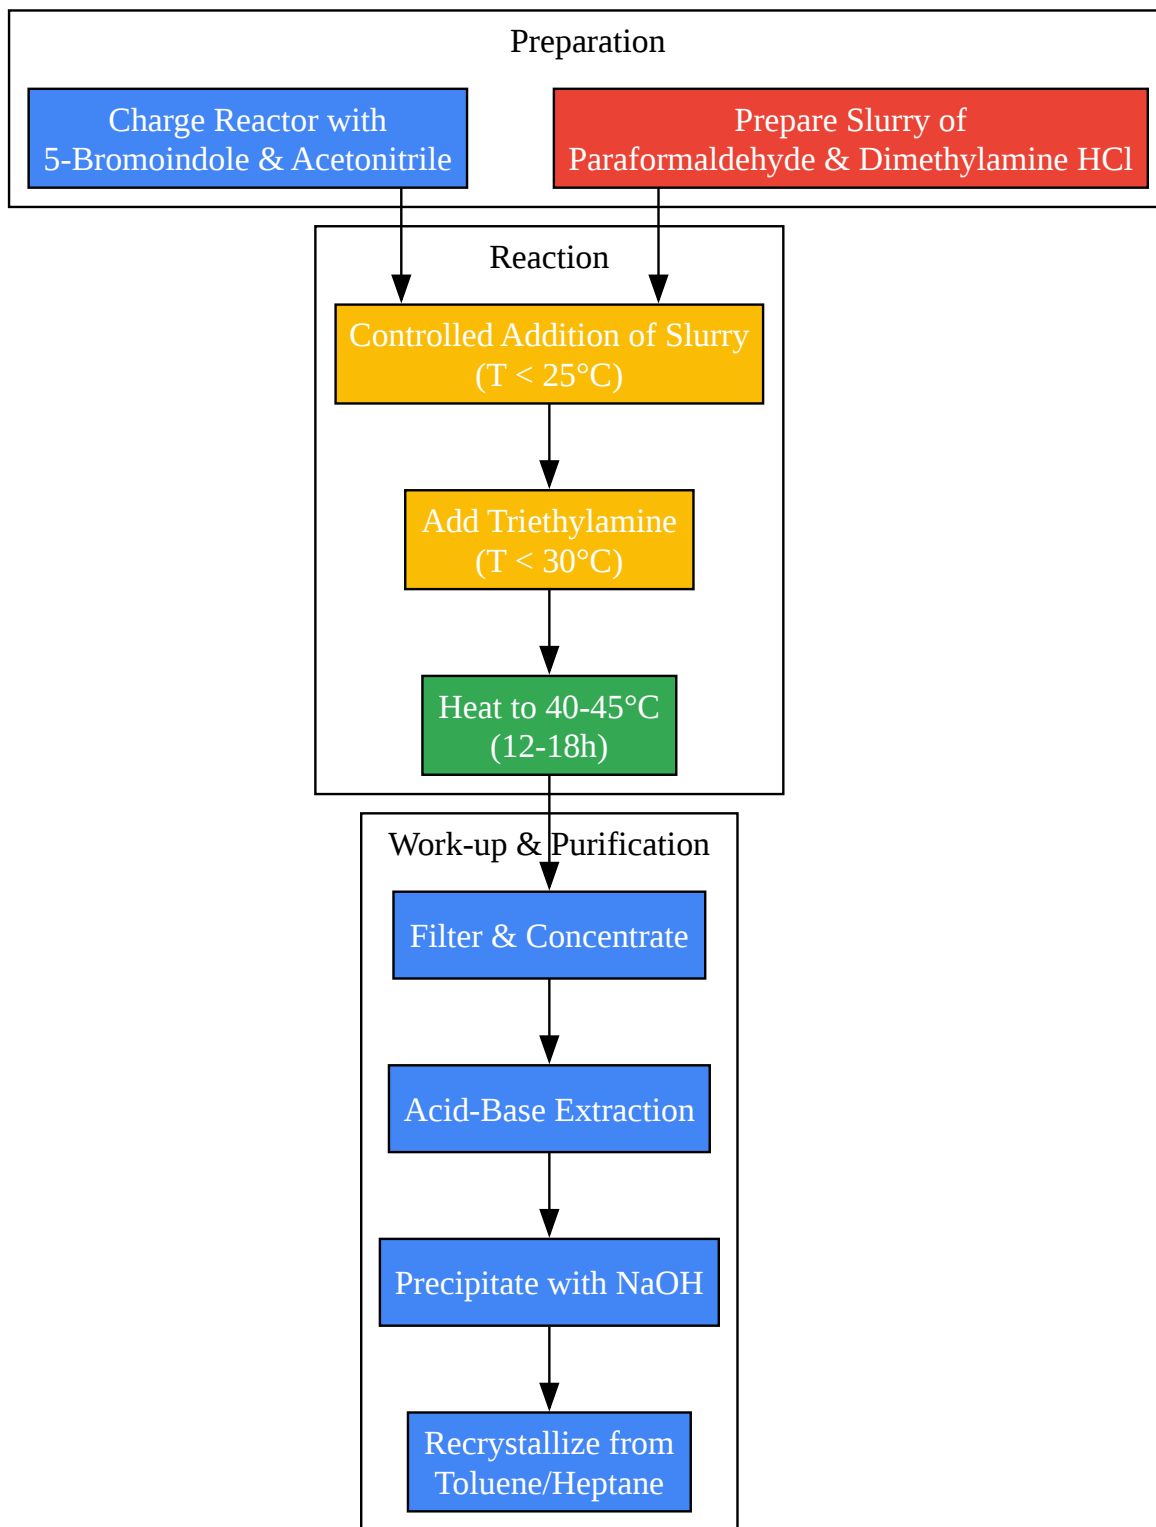 Preparation
Charge Reactor with
5-Bromoindole & Acetonitrile
Prepare Slurry of
Paraformaldehyde & Dimethylamine HCl
Reaction
Controlled Addition of Slurry
(T < 25°C)
Add Triethylamine
(T < 30°C)
Heat to 40-45°C
(12-18h)
Work-up & Purification
Filter & Concentrate
Acid-Base Extraction
Precipitate with NaOH
Recrystallize from
Toluene/Heptane